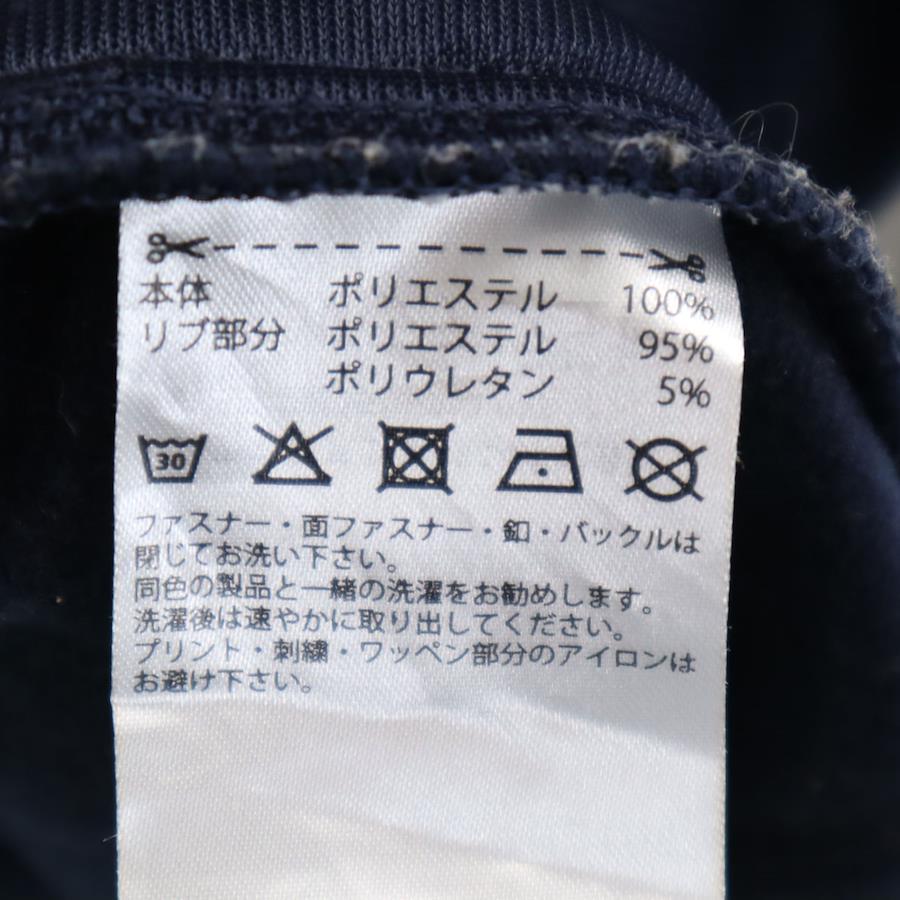 本体 ポリエステル 100%
リブ部分 ポリエステル 95%
ポリウレタン 5%
30
ファスナー・面ファスナー・釦・バックルは
閉じてお洗い下さい。
同色の製品と一緒の洗濯をお勧めします。
洗濯後は速やかに取り出してください。
プリント・刺繍・ワッペン部分のアイロンは
お避け下さい。